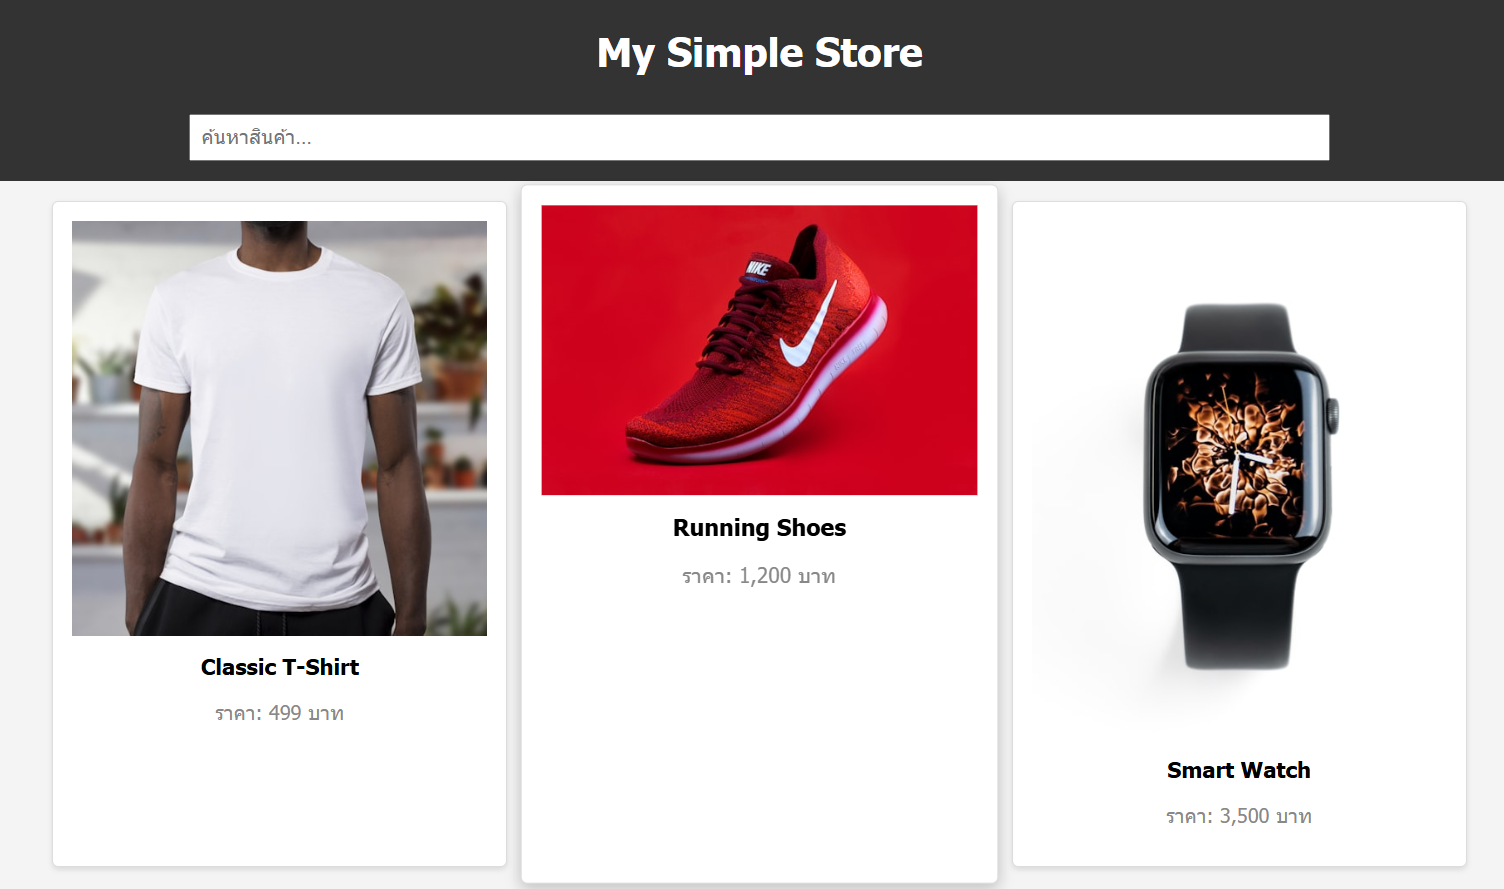 My Simple Store
ค้นหาสินค้า...
NIKE
Classic T-Shirt
ราคา: 499 บาท
Running Shoes
ราคา: 1,200 บาท
Smart Watch
ราคา: 3,500 บาท